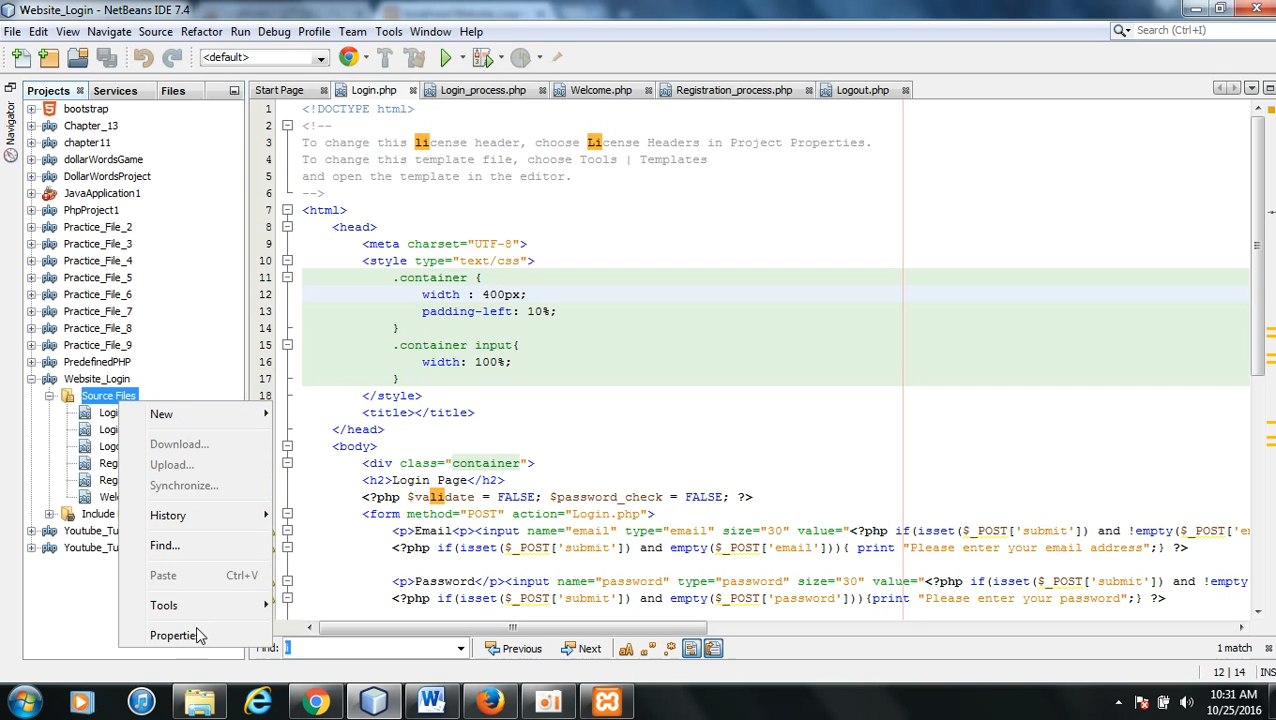 Website_Login - NetBeans IDE 7.4
File Edit View Navigate Source Refactor Run Debug Profile Team Tools Window Help
Search (Ctrl+I)
<default>
Projects Services Files
Start Page Login.php Login_process.php Welcome.php Registration_process.php Logout.php
Navigator
bootstrap
Chapter_13
chapter11
dollarWordsGame
DollarWordsProject
JavaApplication1
PhpProject1
Practice_File_2
Practice_File_3
Practice_File_4
Practice_File_5
Practice_File_6
Practice_File_7
Practice_File_8
Practice_File_9
PredefinedPHP
Website_Login
Source Files
Logi
Logi
Logo
Reg
Reg
Wel
Include
Youtube_Tu
Youtube_Tu
New
Download...
Upload...
Synchronize...
History
Find...
Paste Ctrl+V
Tools
Properties
1 <!DOCTYPE html>
2 <!--
3 To change this license header, choose License Headers in Project Properties.
4 To change this template file, choose Tools | Templates
5 and open the template in the editor.
6 -->
7 <html>
8 <head>
9 <meta charset="UTF-8">
10 <style type="text/css">
11 .container {
12 width : 400px;
13 padding-left: 10%;
14 }
15 .container input{
16 width: 100%;
17 }
18 </style>
<title></title>
</head>
<body>
<div class="container">
<h2>Login Page</h2>
<?php $validate = FALSE; $password_check = FALSE; ?>
<form method="POST" action="Login.php">
<p>Email<p><input name="email" type="email" size="30" value="<?php if(isset($_POST['submit']) and !empty($_POST['e
<?php if(isset($_POST['submit']) and empty($_POST['email'])){ print "Please enter your email address";} ?>
<p>Password</p><input name="password" type="password" size="30" value="<?php if(isset($_POST['submit']) and !empty
<?php if(isset($_POST['submit']) and empty($_POST['password'])){print "Please enter your password";} ?>
Find: li Previous Next 1 match
12 | 14 INS
10:31 AM
10/25/2016